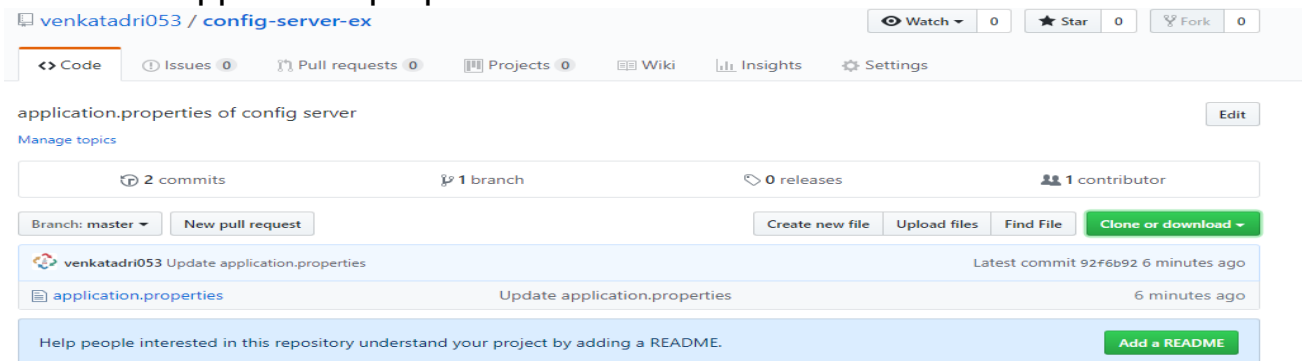 venkatadri053 / config-server-ex Watch 0 Star 0 Fork 0
Code Issues 0 Pull requests 0 Projects 0 Wiki Insights Settings
application.properties of config server Edit
Manage topics
2 commits 1 branch 0 releases 1 contributor
Branch: master New pull request Create new file Upload files Find File Clone or download
venkatadri053 Update application.properties Latest commit 92f6b92 6 minutes ago
application.properties Update application.properties 6 minutes ago
Help people interested in this repository understand your project by adding a README. Add a README